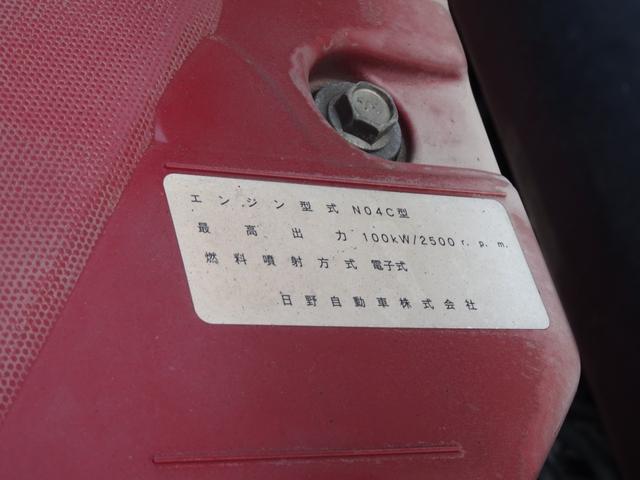 エンジン型式 N04C型
最高出力 100kW/2500 r.p.m.
燃料噴射方式 電子式
日野自動車株式会社